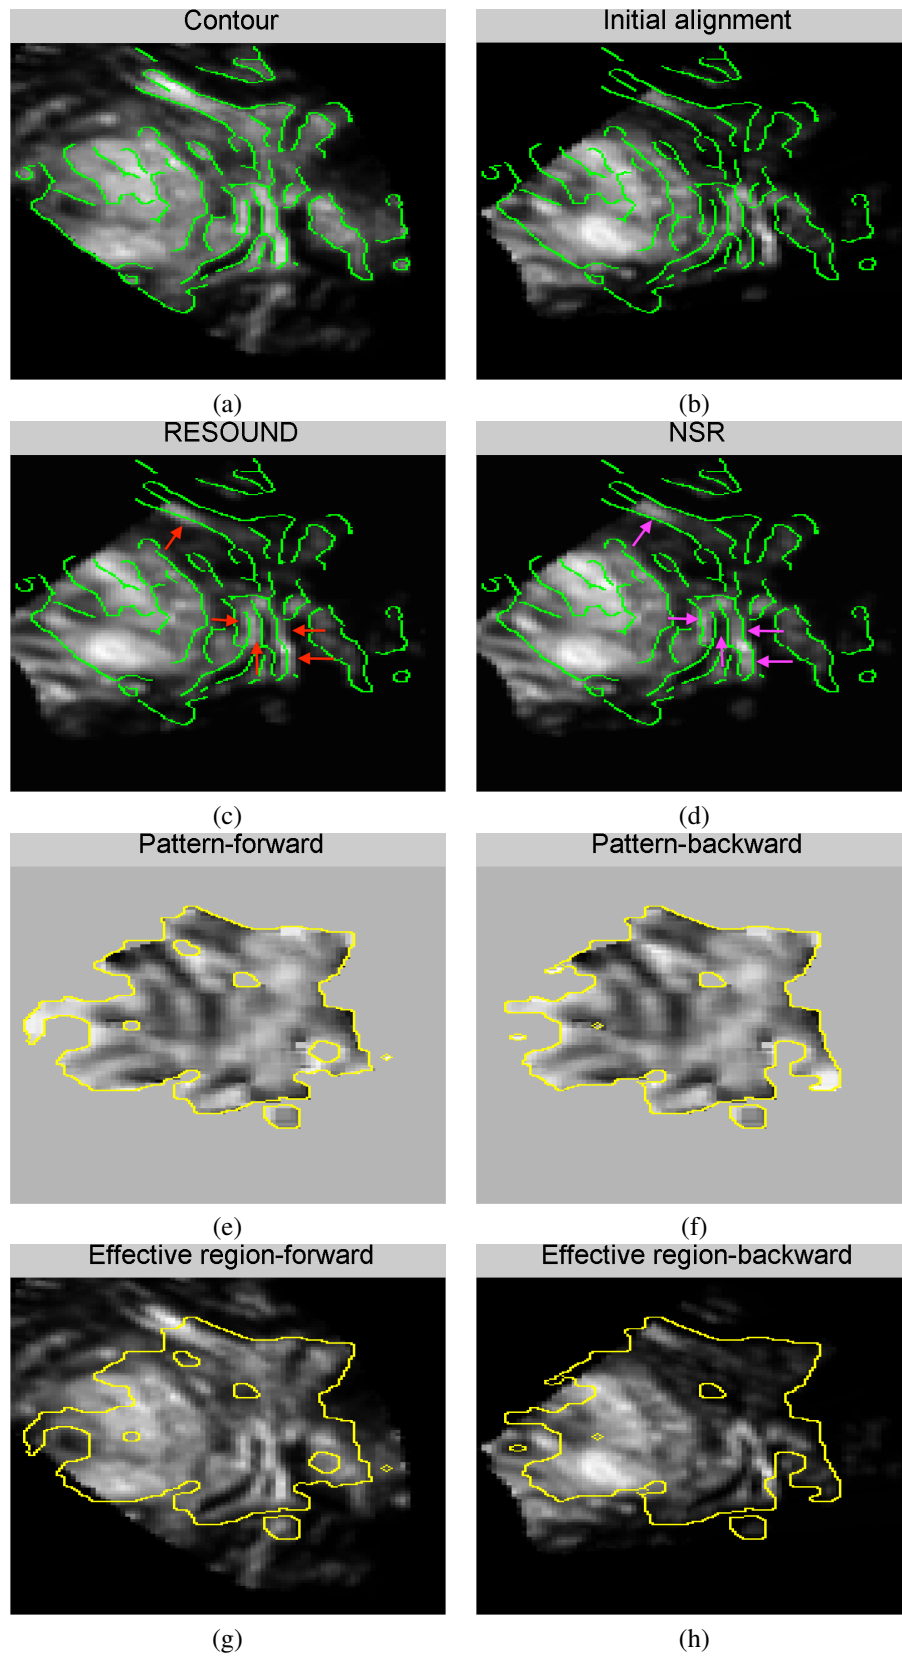 Contour
Initial alignment
(a)
(b)
RESOUND
NSR
(c)
(d)
Pattern-forward
Pattern-backward
(e)
(f)
Effective region-forward
Effective region-backward
(g)
(h)